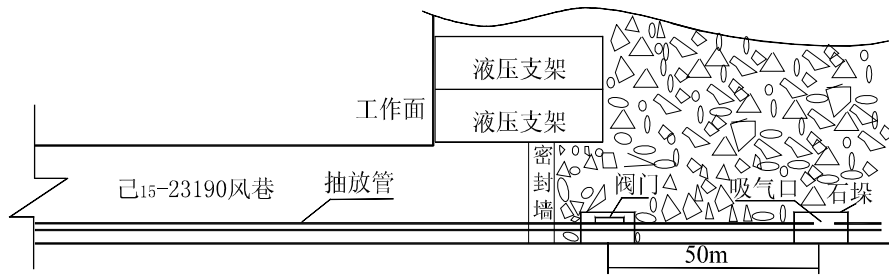 液压支架
工作面
液压支架
密封墙
己15-23190风巷
抽放管
阀门
吸气口
石垛
50m